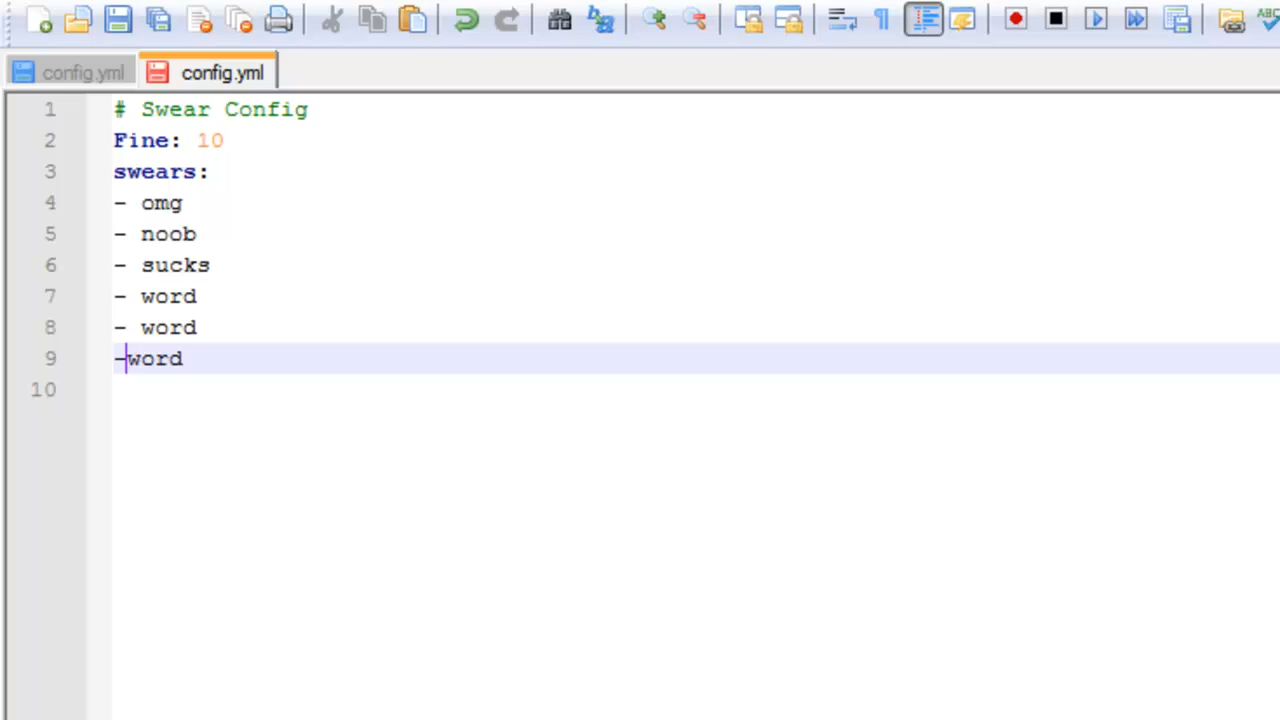 ABC
config.yml config.yml
1 # Swear Config
2 Fine: 10
3 swears:
4 - omg
5 - noob
6 - sucks
7 - word
8 - word
9 -word
10